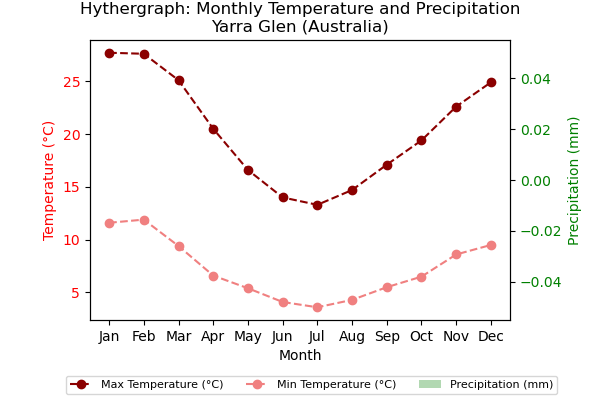 Hythergraph: Monthly Temperature and Precipitation
Yarra Glen (Australia)
25
20
15
10
5
Temperature (°C)
0.04
0.02
0.00
−0.02
−0.04
Precipitation (mm)
Jan Feb Mar Apr May Jun Jul Aug Sep Oct Nov Dec
Month
Max Temperature (°C) Min Temperature (°C) Precipitation (mm)